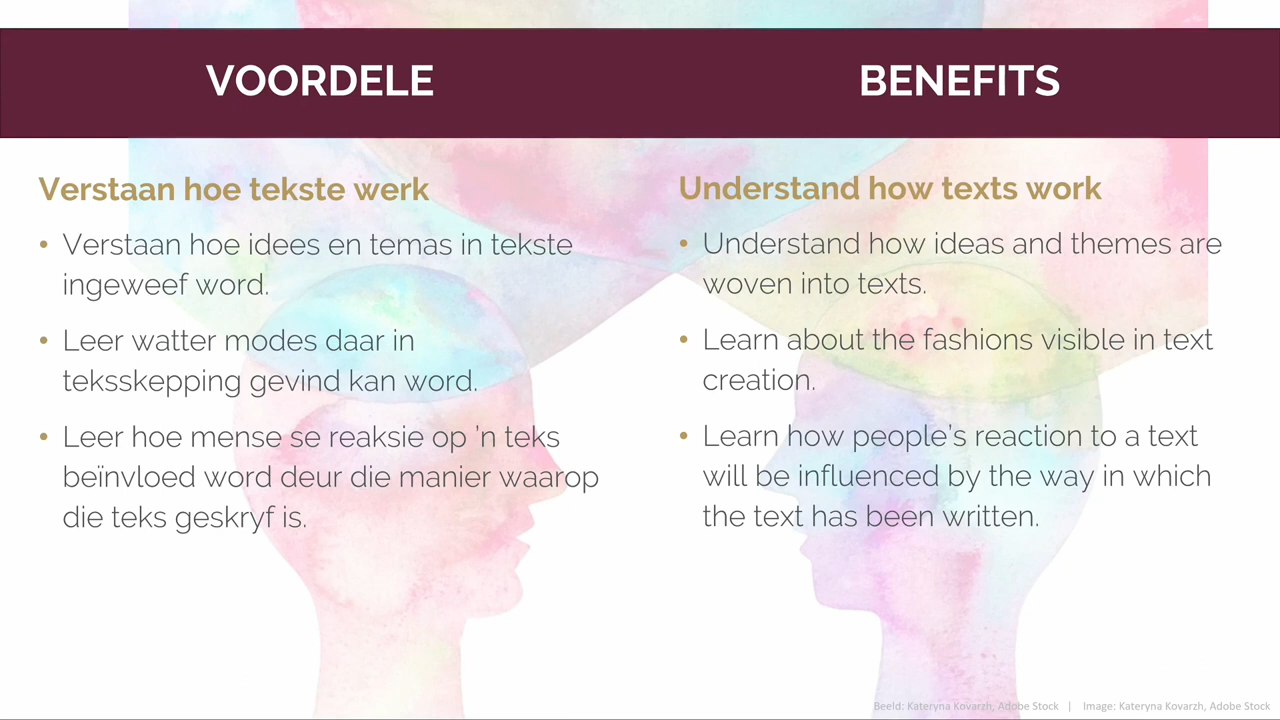 VOORDELE
Verstaan hoe tekste werk
• Verstaan hoe idees en temas in tekste
ingeweef word.
• Leer watter modes daar in
teksskepping gevind kan word.
• Leer hoe mense se reaksie op ’n teks
beïnvloed word deur die manier waarop
die teks geskryf is.
BENEFITS
Understand how texts work
• Understand how ideas and themes are
woven into texts.
• Learn about the fashions visible in text
creation.
• Learn how people’s reaction to a text
will be influenced by the way in which
the text has been written.
Beeld: Kateryna Kovarzh, Adobe Stock | Image: Kateryna Kovarzh, Adobe Stock